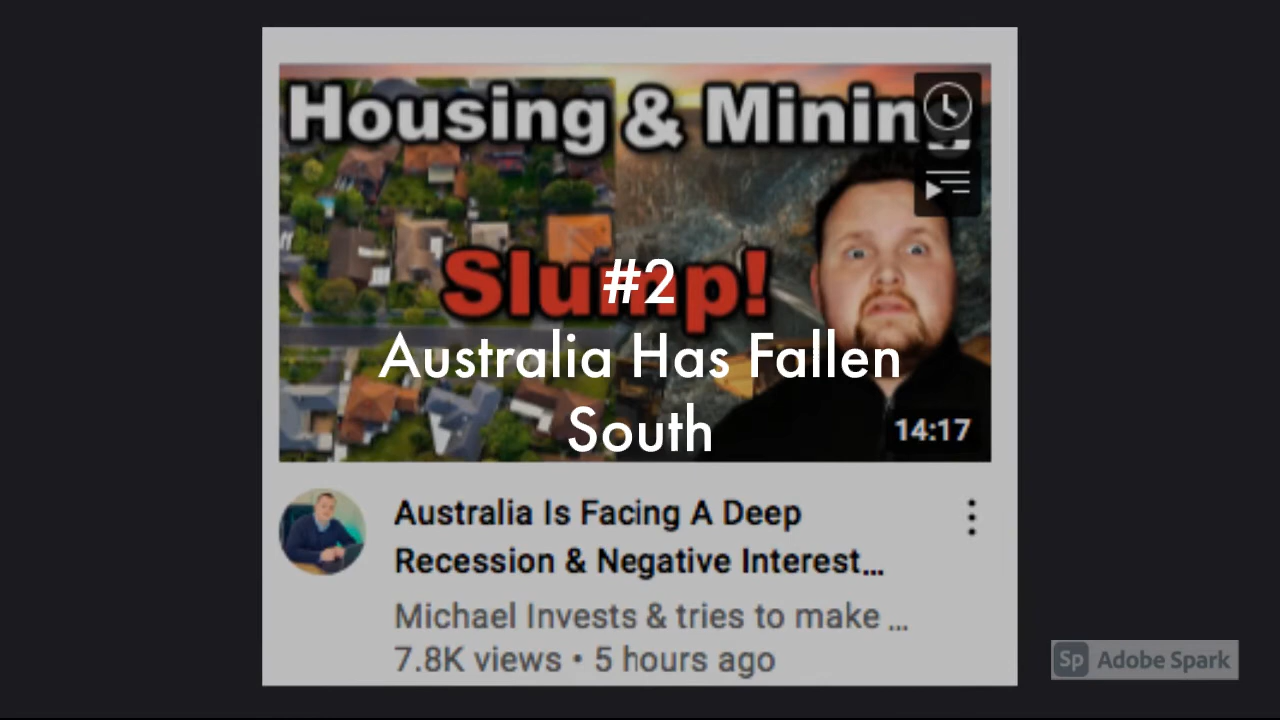 Housing & Mining
Slump!
#2
Australia Has Fallen
South
14:17
Australia Is Facing A Deep
Recession & Negative Interest...
Michael Invests & tries to make ...
7.8K views • 5 hours ago
Sp Adobe Spark